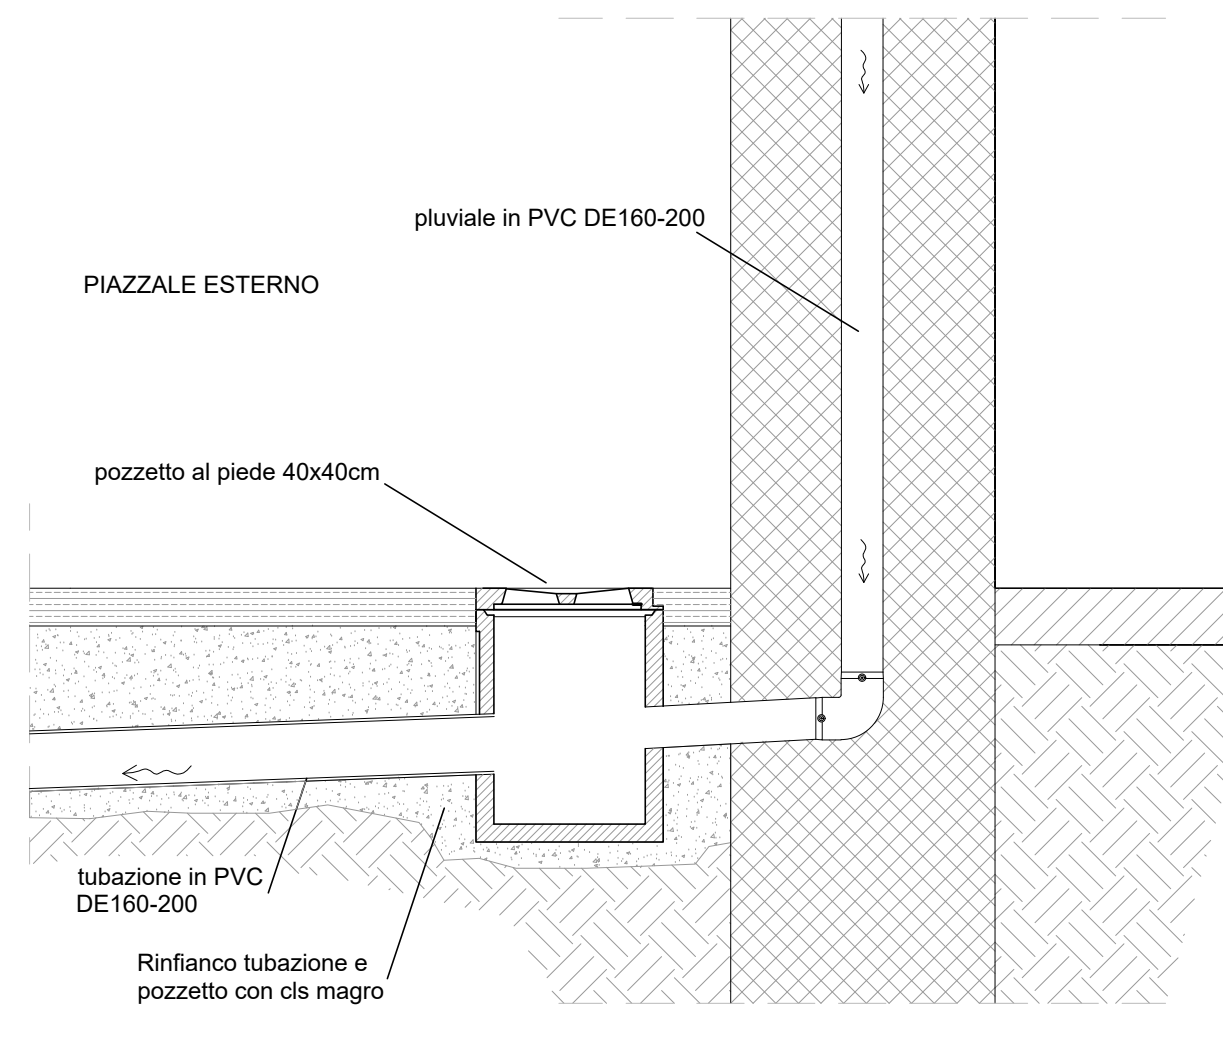 pluviale in PVC DE160-200
PIAZZALE ESTERNO
pozzetto al piede 40x40cm
tubazione in PVC
DE160-200
Rinfianco tubazione e
pozzetto con cls magro